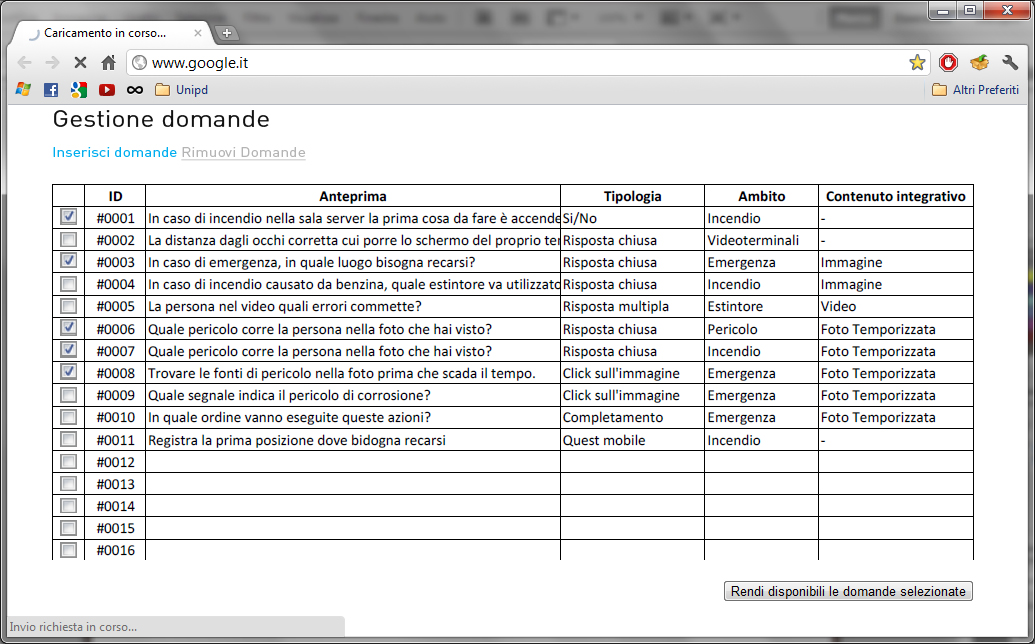 Caricamento in corso...
www.google.it
Unipd
Altri Preferiti
Gestione domande
Inserisci domande Rimuovi Domande
ID Anteprima Tipologia Ambito Contenuto integrativo
#0001 In caso di incendio nella sala server la prima cosa da fare è accende Si/No Incendio -
#0002 La distanza dagli occhi corretta cui porre lo schermo del proprio ter Risposta chiusa Videoterminali -
#0003 In caso di emergenza, in quale luogo bisogna recarsi? Risposta chiusa Emergenza Immagine
#0004 In caso di incendio causato da benzina, quale estintore va utilizzato Risposta chiusa Incendio Immagine
#0005 La persona nel video quali errori commette? Risposta multipla Estintore Video
#0006 Quale pericolo corre la persona nella foto che hai visto? Risposta chiusa Pericolo Foto Temporizzata
#0007 Quale pericolo corre la persona nella foto che hai visto? Risposta chiusa Incendio Foto Temporizzata
#0008 Trovare le fonti di pericolo nella foto prima che scada il tempo. Click sull'immagine Emergenza Foto Temporizzata
#0009 Quale segnale indica il pericolo di corrosione? Click sull'immagine Emergenza Foto Temporizzata
#0010 In quale ordine vanno eseguite queste azioni? Completamento Emergenza Foto Temporizzata
#0011 Registra la prima posizione dove bidogna recarsi Quest mobile Incendio -
#0012
#0013
#0014
#0015
#0016
Rendi disponibili le domande selezionate
Invio richiesta in corso...